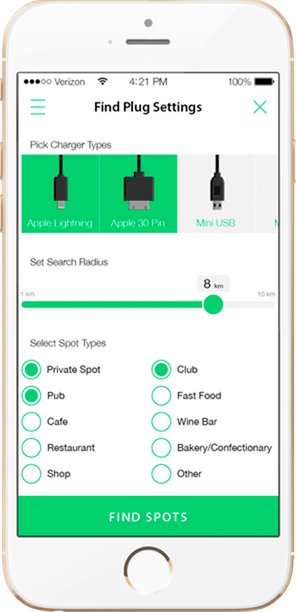 Verizon 4:21 PM 100%
Find Plug Settings
Pick Charger Types
Apple Lightning Apple 30 Pin Mini USB M
Set Search Radius
8 km
1 km 10 km
Select Spot Types
Private Spot Club
Pub Fast Food
Cafe Wine Bar
Restaurant Bakery/Confectionary
Shop Other
FIND SPOTS